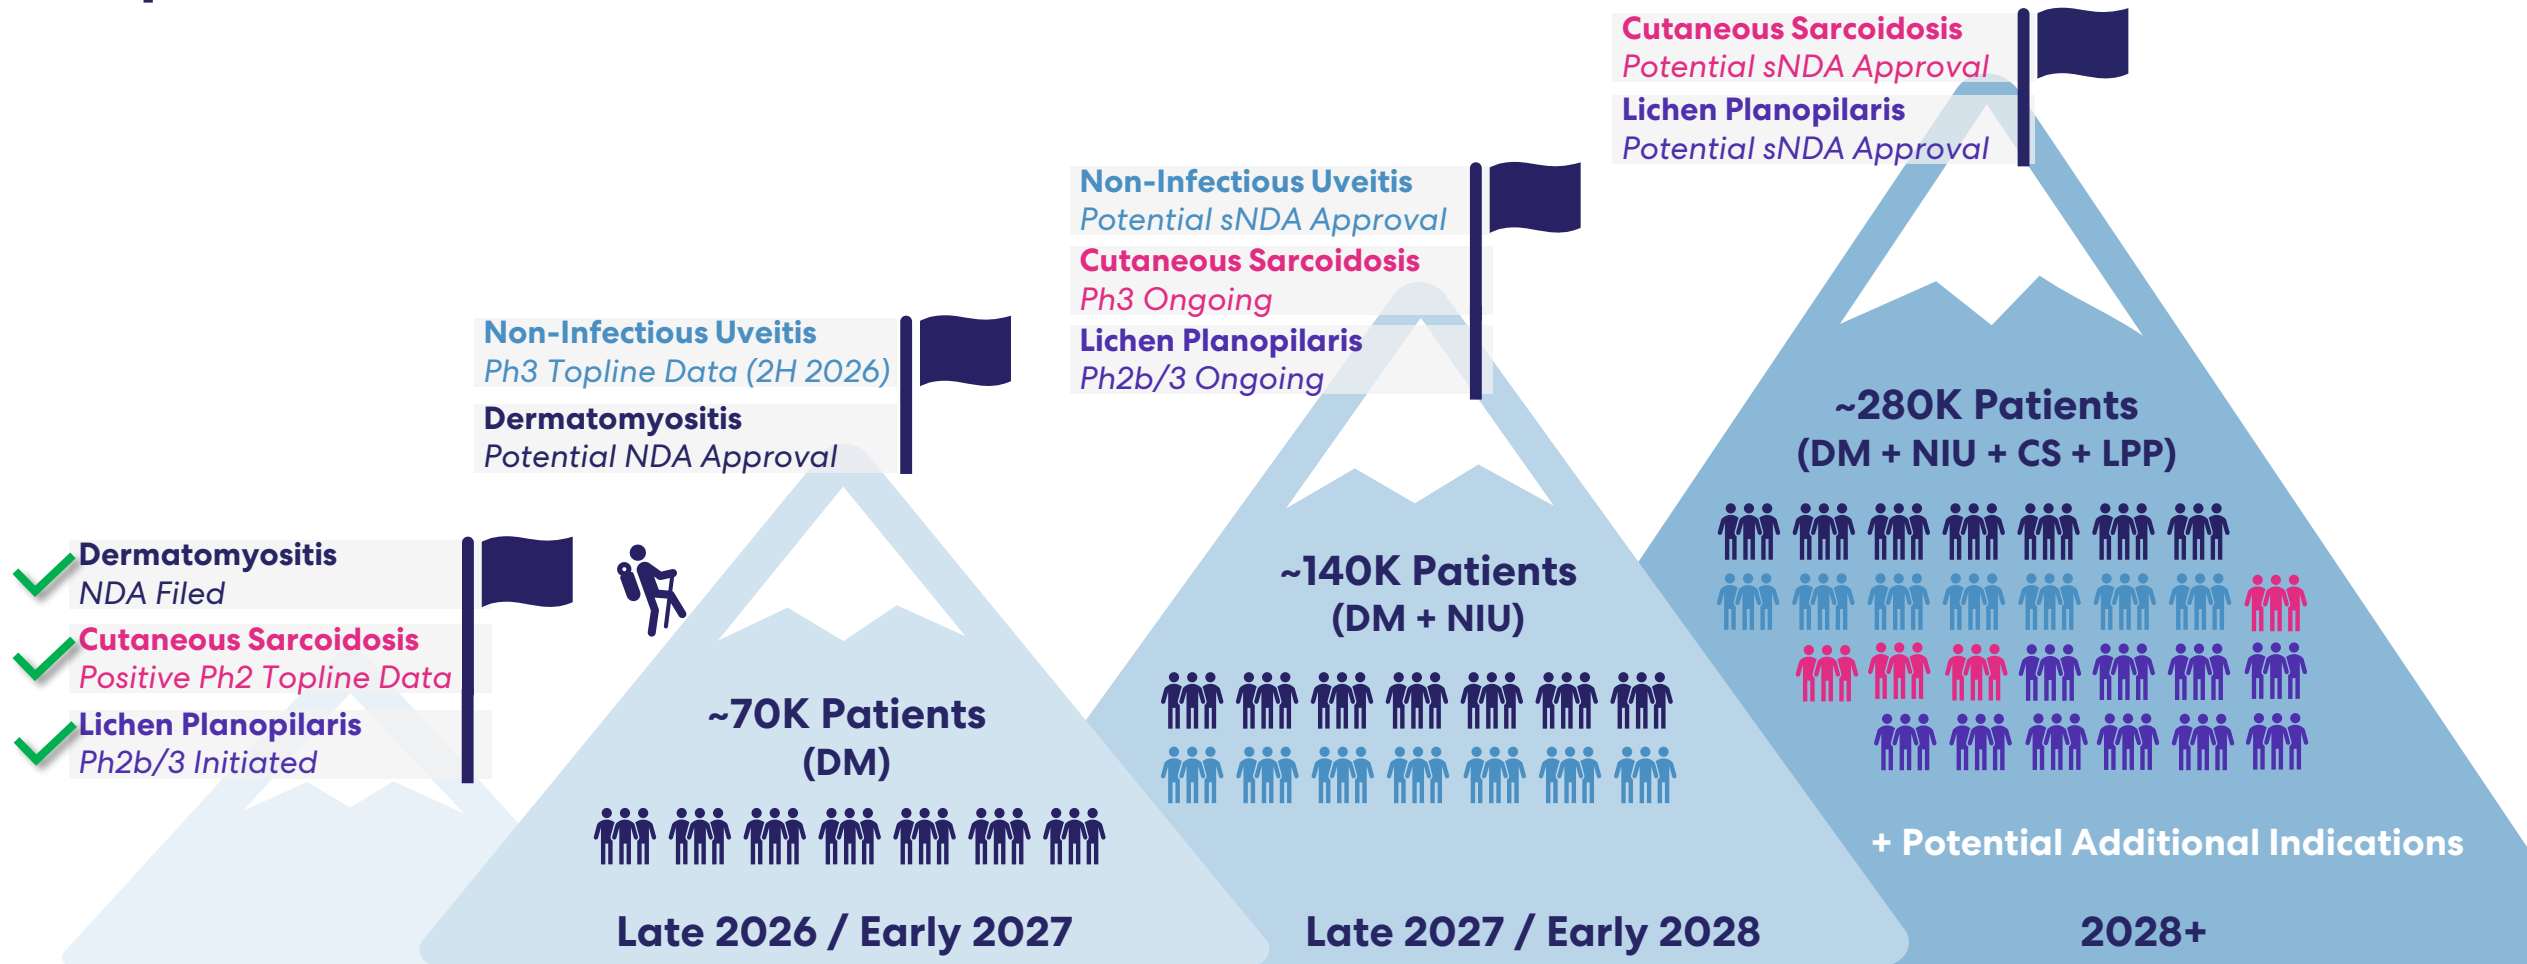 Dermatomyositis
NDA Filed
Cutaneous Sarcoidosis
Positive Ph2 Topline Data
Lichen Planopilaris
Ph2b/3 Initiated
Non-Infectious Uveitis
Ph3 Topline Data (2H 2026)
Dermatomyositis
Potential NDA Approval
~70K Patients
(DM)
Late 2026 / Early 2027
Non-Infectious Uveitis
Potential sNDA Approval
Cutaneous Sarcoidosis
Ph3 Ongoing
Lichen Planopilaris
Ph2b/3 Ongoing
~140K Patients
(DM + NIU)
Late 2027 / Early 2028
Cutaneous Sarcoidosis
Potential sNDA Approval
Lichen Planopilaris
Potential sNDA Approval
~280K Patients
(DM + NIU + CS + LPP)
+ Potential Additional Indications
2028+